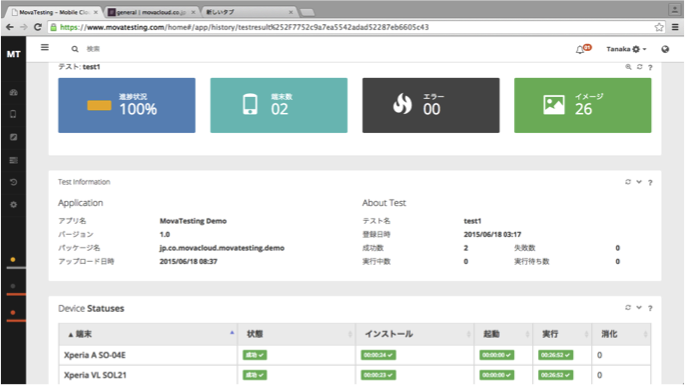 MovaTesting - Mobile Clo
general | movacloud.co.jp
新しいタブ
https://www.movatesting.com/home#/app/history/testresult%252F7752c9a7ea5542adad52287eb6605c43
MT
検索
Tanaka
テスト: test1
進捗状況
100%
端末数
02
エラー
00
イメージ
26
Test Information
Application
About Test
アプリ名 MovaTesting Demo テスト名 test1
バージョン 1.0 登録日時 2015/06/18 03:17
パッケージ名 jp.co.movacloud.movatesting.demo 成功数 2 失敗数 0
アップロード日時 2015/06/18 08:37 実行中数 0 実行待ち数 0
Device Statuses
▲ 端末 状態 インストール 起動 実行 消化
Xperia A SO-04E 成功 00:00:34 00:00:00 00:26:52 0
Xperia VL SOL21 成功 00:00:33 00:00:00 00:26:52 0